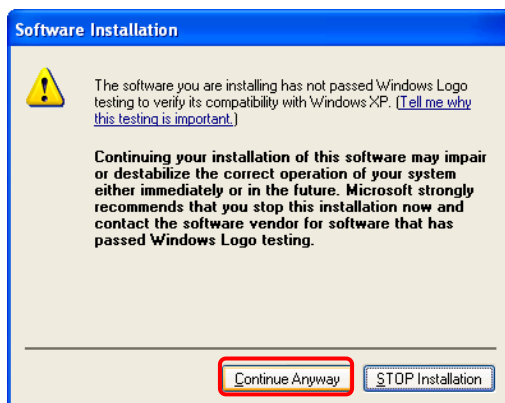 Software Installation
The software you are installing has not passed Windows Logo
testing to verify its compatibility with Windows XP. (Tell me why
this testing is important.)
Continuing your installation of this software may impair
or destabilize the correct operation of your system
either immediately or in the future. Microsoft strongly
recommends that you stop this installation now and
contact the software vendor for software that has
passed Windows Logo testing.
Continue Anyway
STOP Installation